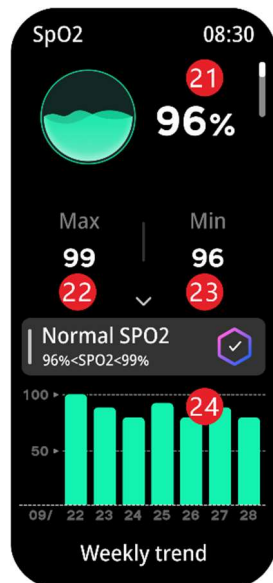 SpO2 08:30
21
96%
Max Min
99 96
22 23
Normal SPO2
96%<SPO2<99%
100
24
50
09/ 22 23 24 25 26 27 28
Weekly trend